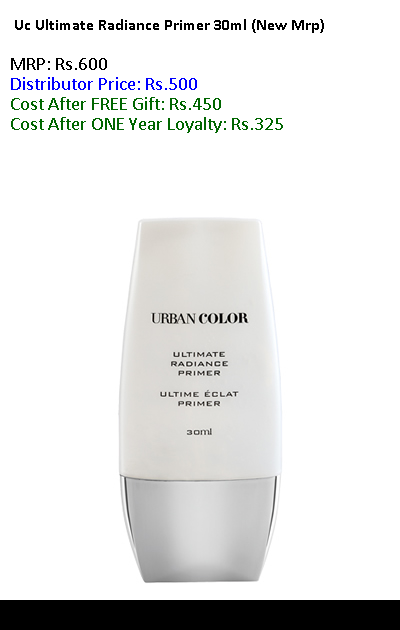 Uc Ultimate Radiance Primer 30ml (New Mrp)
MRP: Rs.600
Distributor Price: Rs.500
Cost After FREE Gift: Rs.450
Cost After ONE Year Loyalty: Rs.325
URBAN COLOR
ULTIMATE
RADIANCE
PRIMER
ULTIME ÉCLAT
PRIMER
30ml